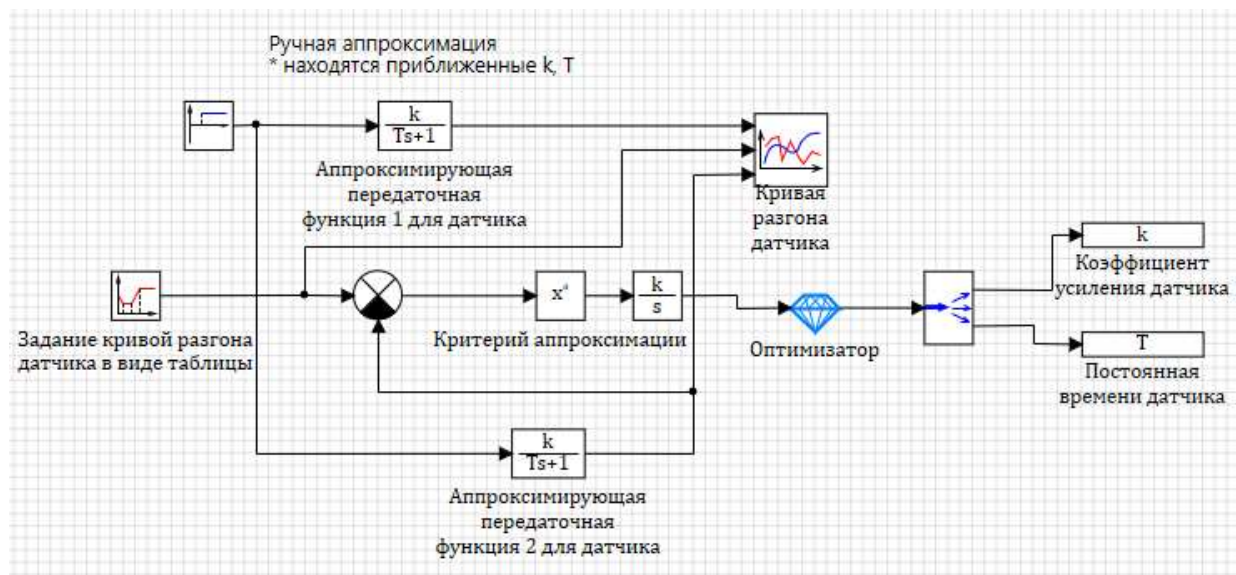 Ручная аппроксимация
* находятся приближенные k, T
k
Ts+1
Аппроксимирующая
передаточная
функция 1 для датчика
Кривая
разгона
датчика
Задание кривой разгона
датчика в виде таблицы
xª
k
s
Критерий аппроксимации
Оптимизатор
k
Коэффициент
усиления датчика
T
Постоянная
времени датчика
k
Ts+1
Аппроксимирующая
передаточная
функция 2 для датчика